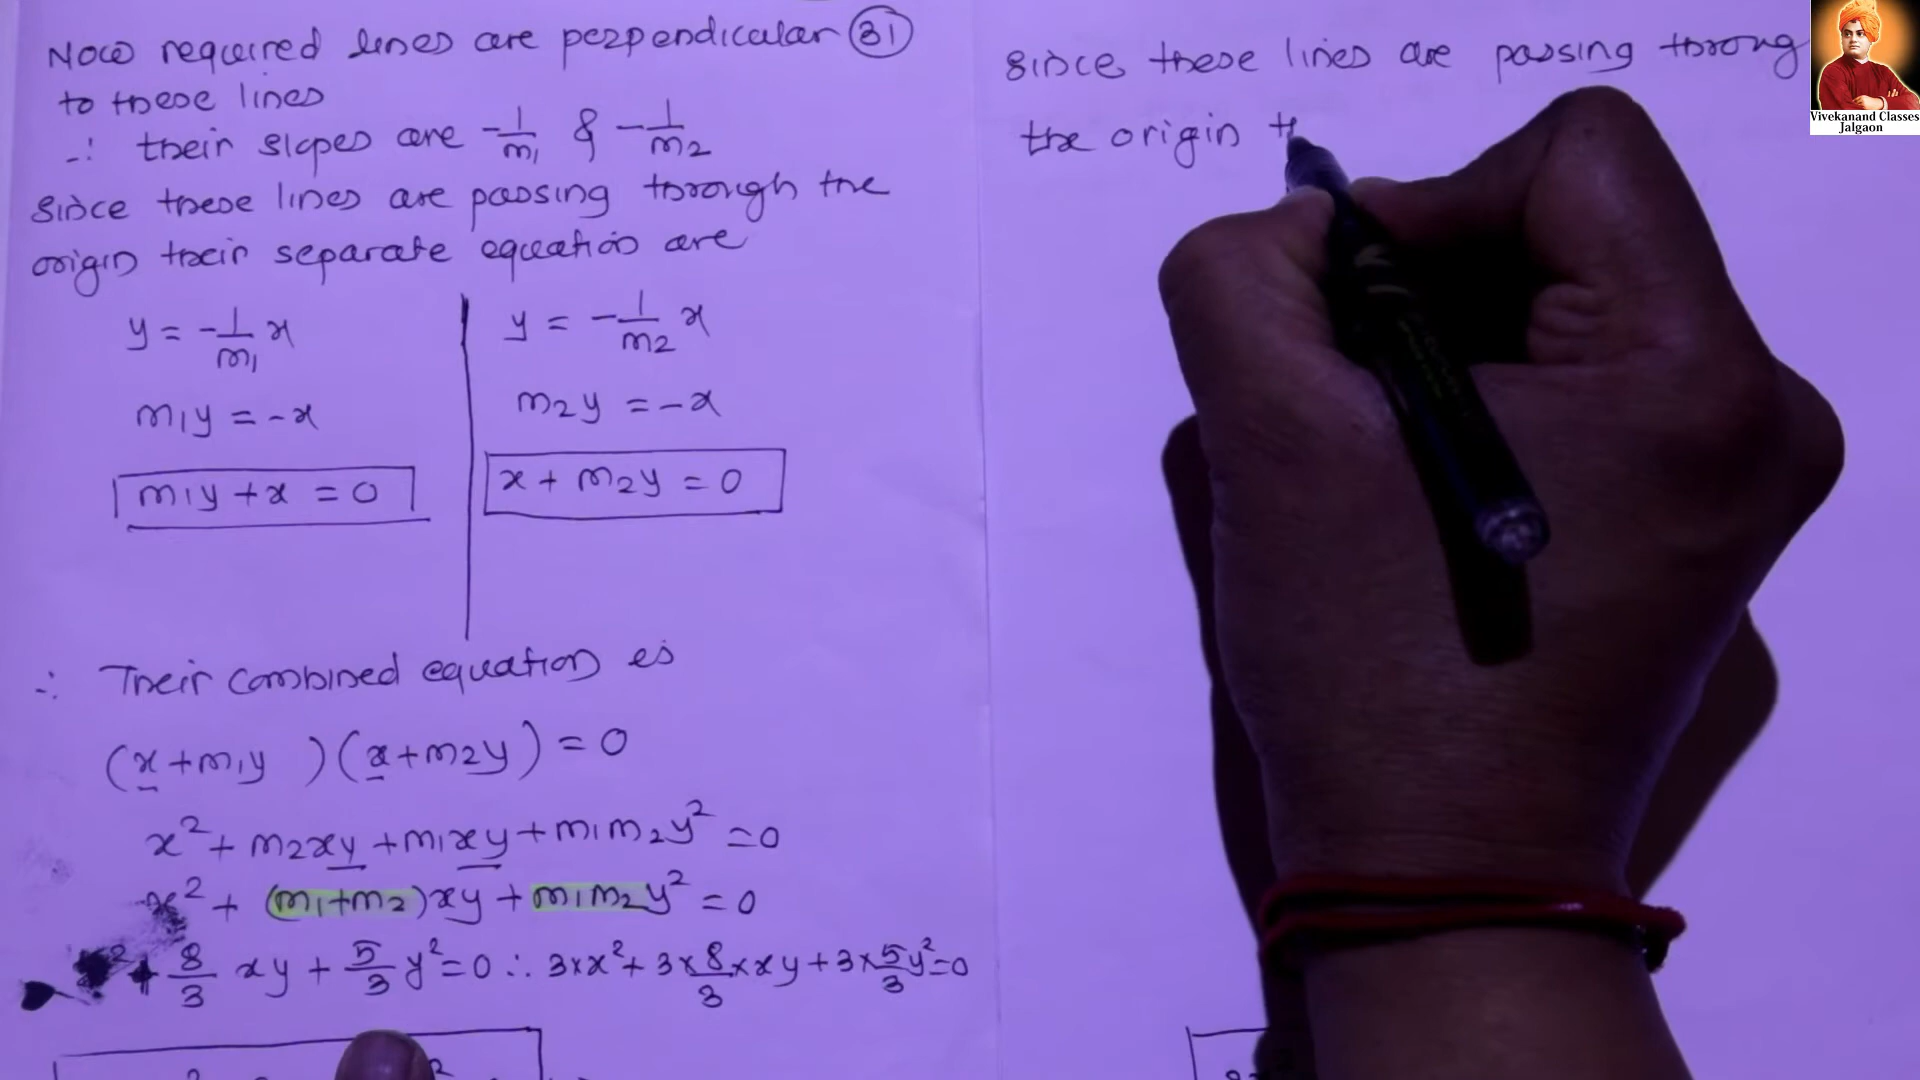 Now required lines are perpendicular (31)
to these lines
∴ their slopes are -1/m1 & -1/m2
Since these lines are passing through the
origin their separate equation are
y = -1/m1 x
m1y = -x
m1y + x = 0
y = -1/m2 x
m2y = -x
x + m2y = 0
∴ Their combined equation is
(x + m1y )(x + m2y) = 0
x² + m2xy + m1xy + m1m2y² = 0
x² + (m1+m2)xy + m1m2y² = 0
² + 8/3 xy + 5/3 y² = 0 ∴ 3×x² + 3×8/3×xy + 3×5/3y² = 0
Since these lines are passing throug
the origin t
Vivekanand Classes
Jalgaon